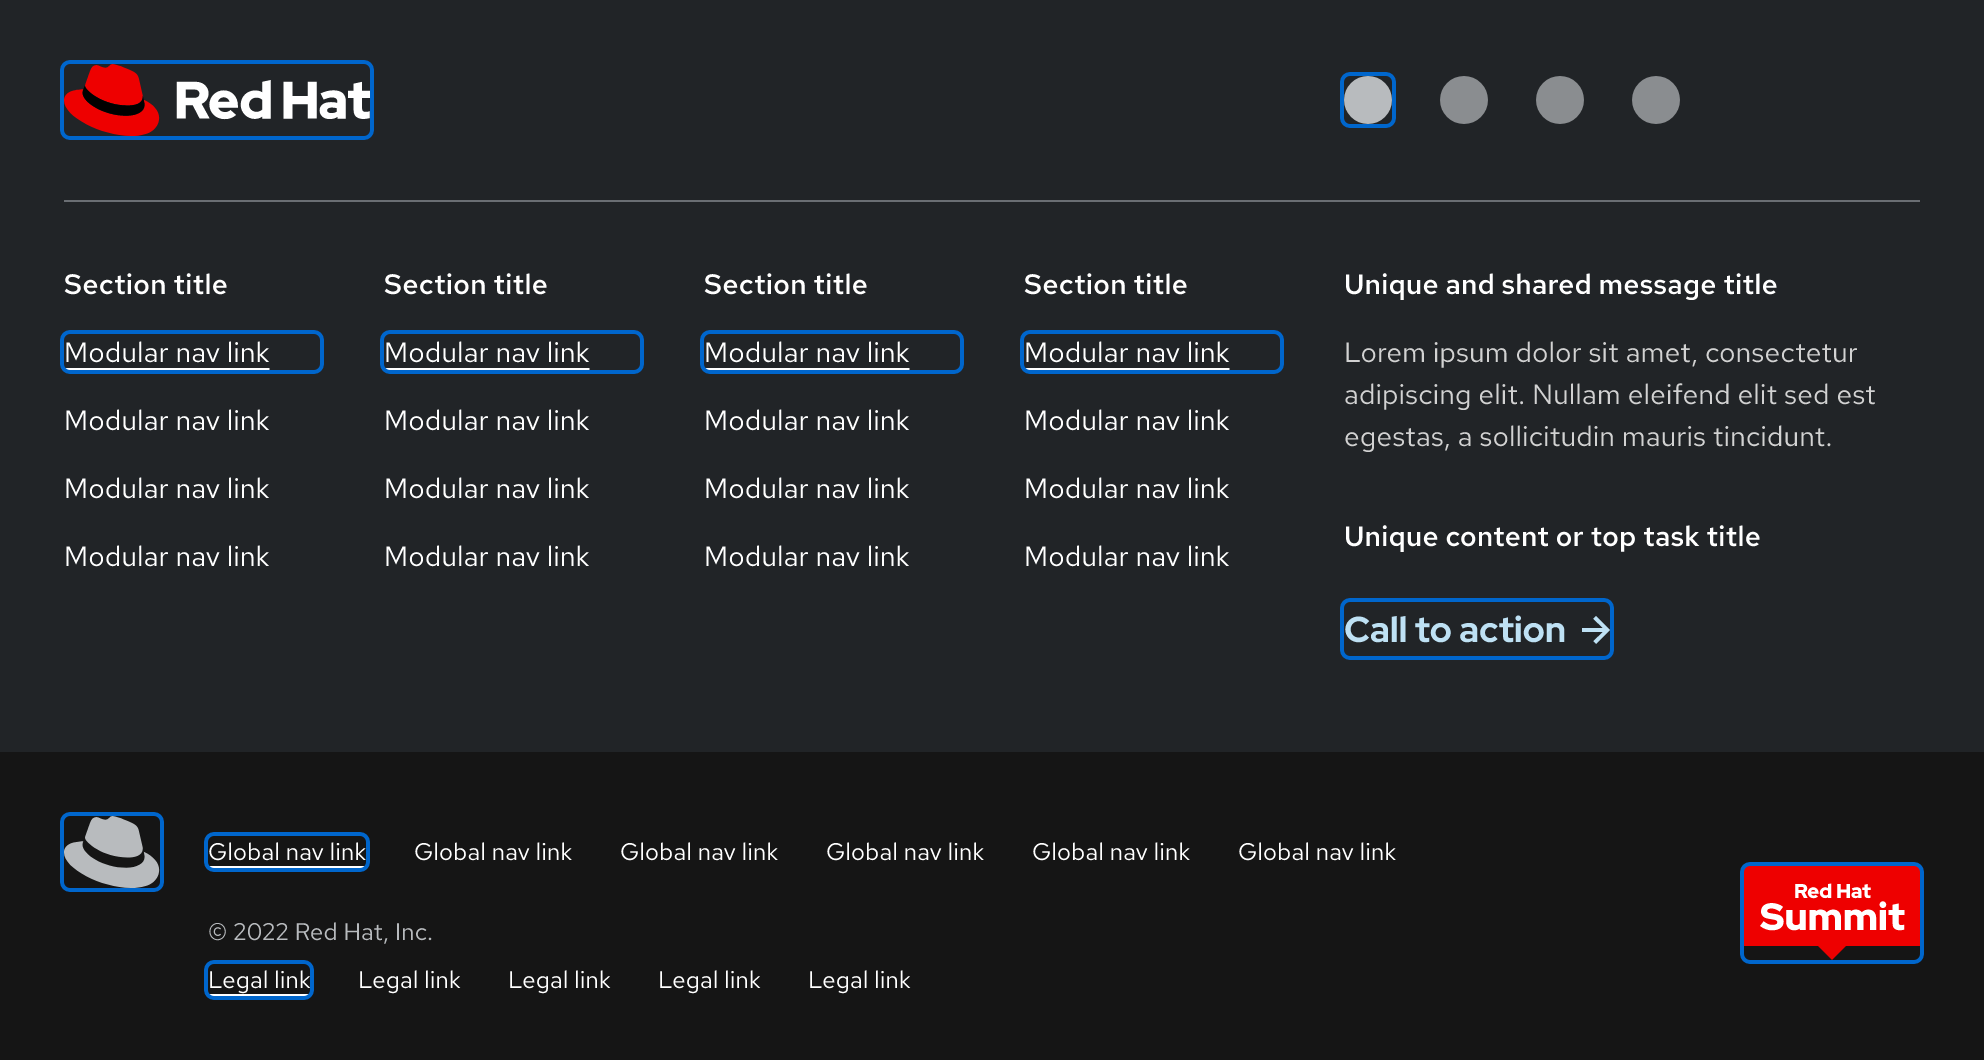 Red Hat
Section title
Modular nav link
Modular nav link
Modular nav link
Modular nav link
Section title
Modular nav link
Modular nav link
Modular nav link
Modular nav link
Section title
Modular nav link
Modular nav link
Modular nav link
Modular nav link
Section title
Modular nav link
Modular nav link
Modular nav link
Modular nav link
Unique and shared message title
Lorem ipsum dolor sit amet, consectetur
adipiscing elit. Nullam eleifend elit sed est
egestas, a sollicitudin mauris tincidunt.
Unique content or top task title
Call to action →
Global nav link Global nav link Global nav link Global nav link Global nav link Global nav link
© 2022 Red Hat, Inc.
Legal link Legal link Legal link Legal link Legal link
Red Hat
Summit